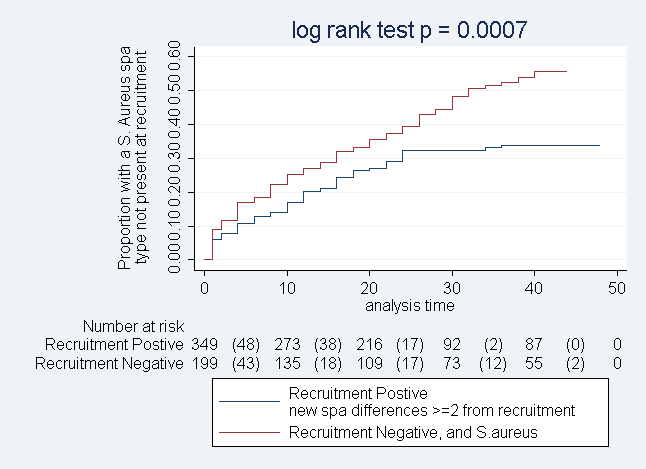 log rank test p = 0.0007
Proportion with a S. Aureus spa
type not present at recruitment
0.00 0.10 0.20 0.30 0.40 0.50 0.60
0 10 20 30 40 50
analysis time
Number at risk
Recruitment Postive 349 (48) 273 (38) 216 (17) 92 (2) 87 (0) 0
Recruitment Negative 199 (43) 135 (18) 109 (17) 73 (12) 55 (2) 0
Recruitment Postive
new spa differences >=2 from recruitment
Recruitment Negative, and S.aureus